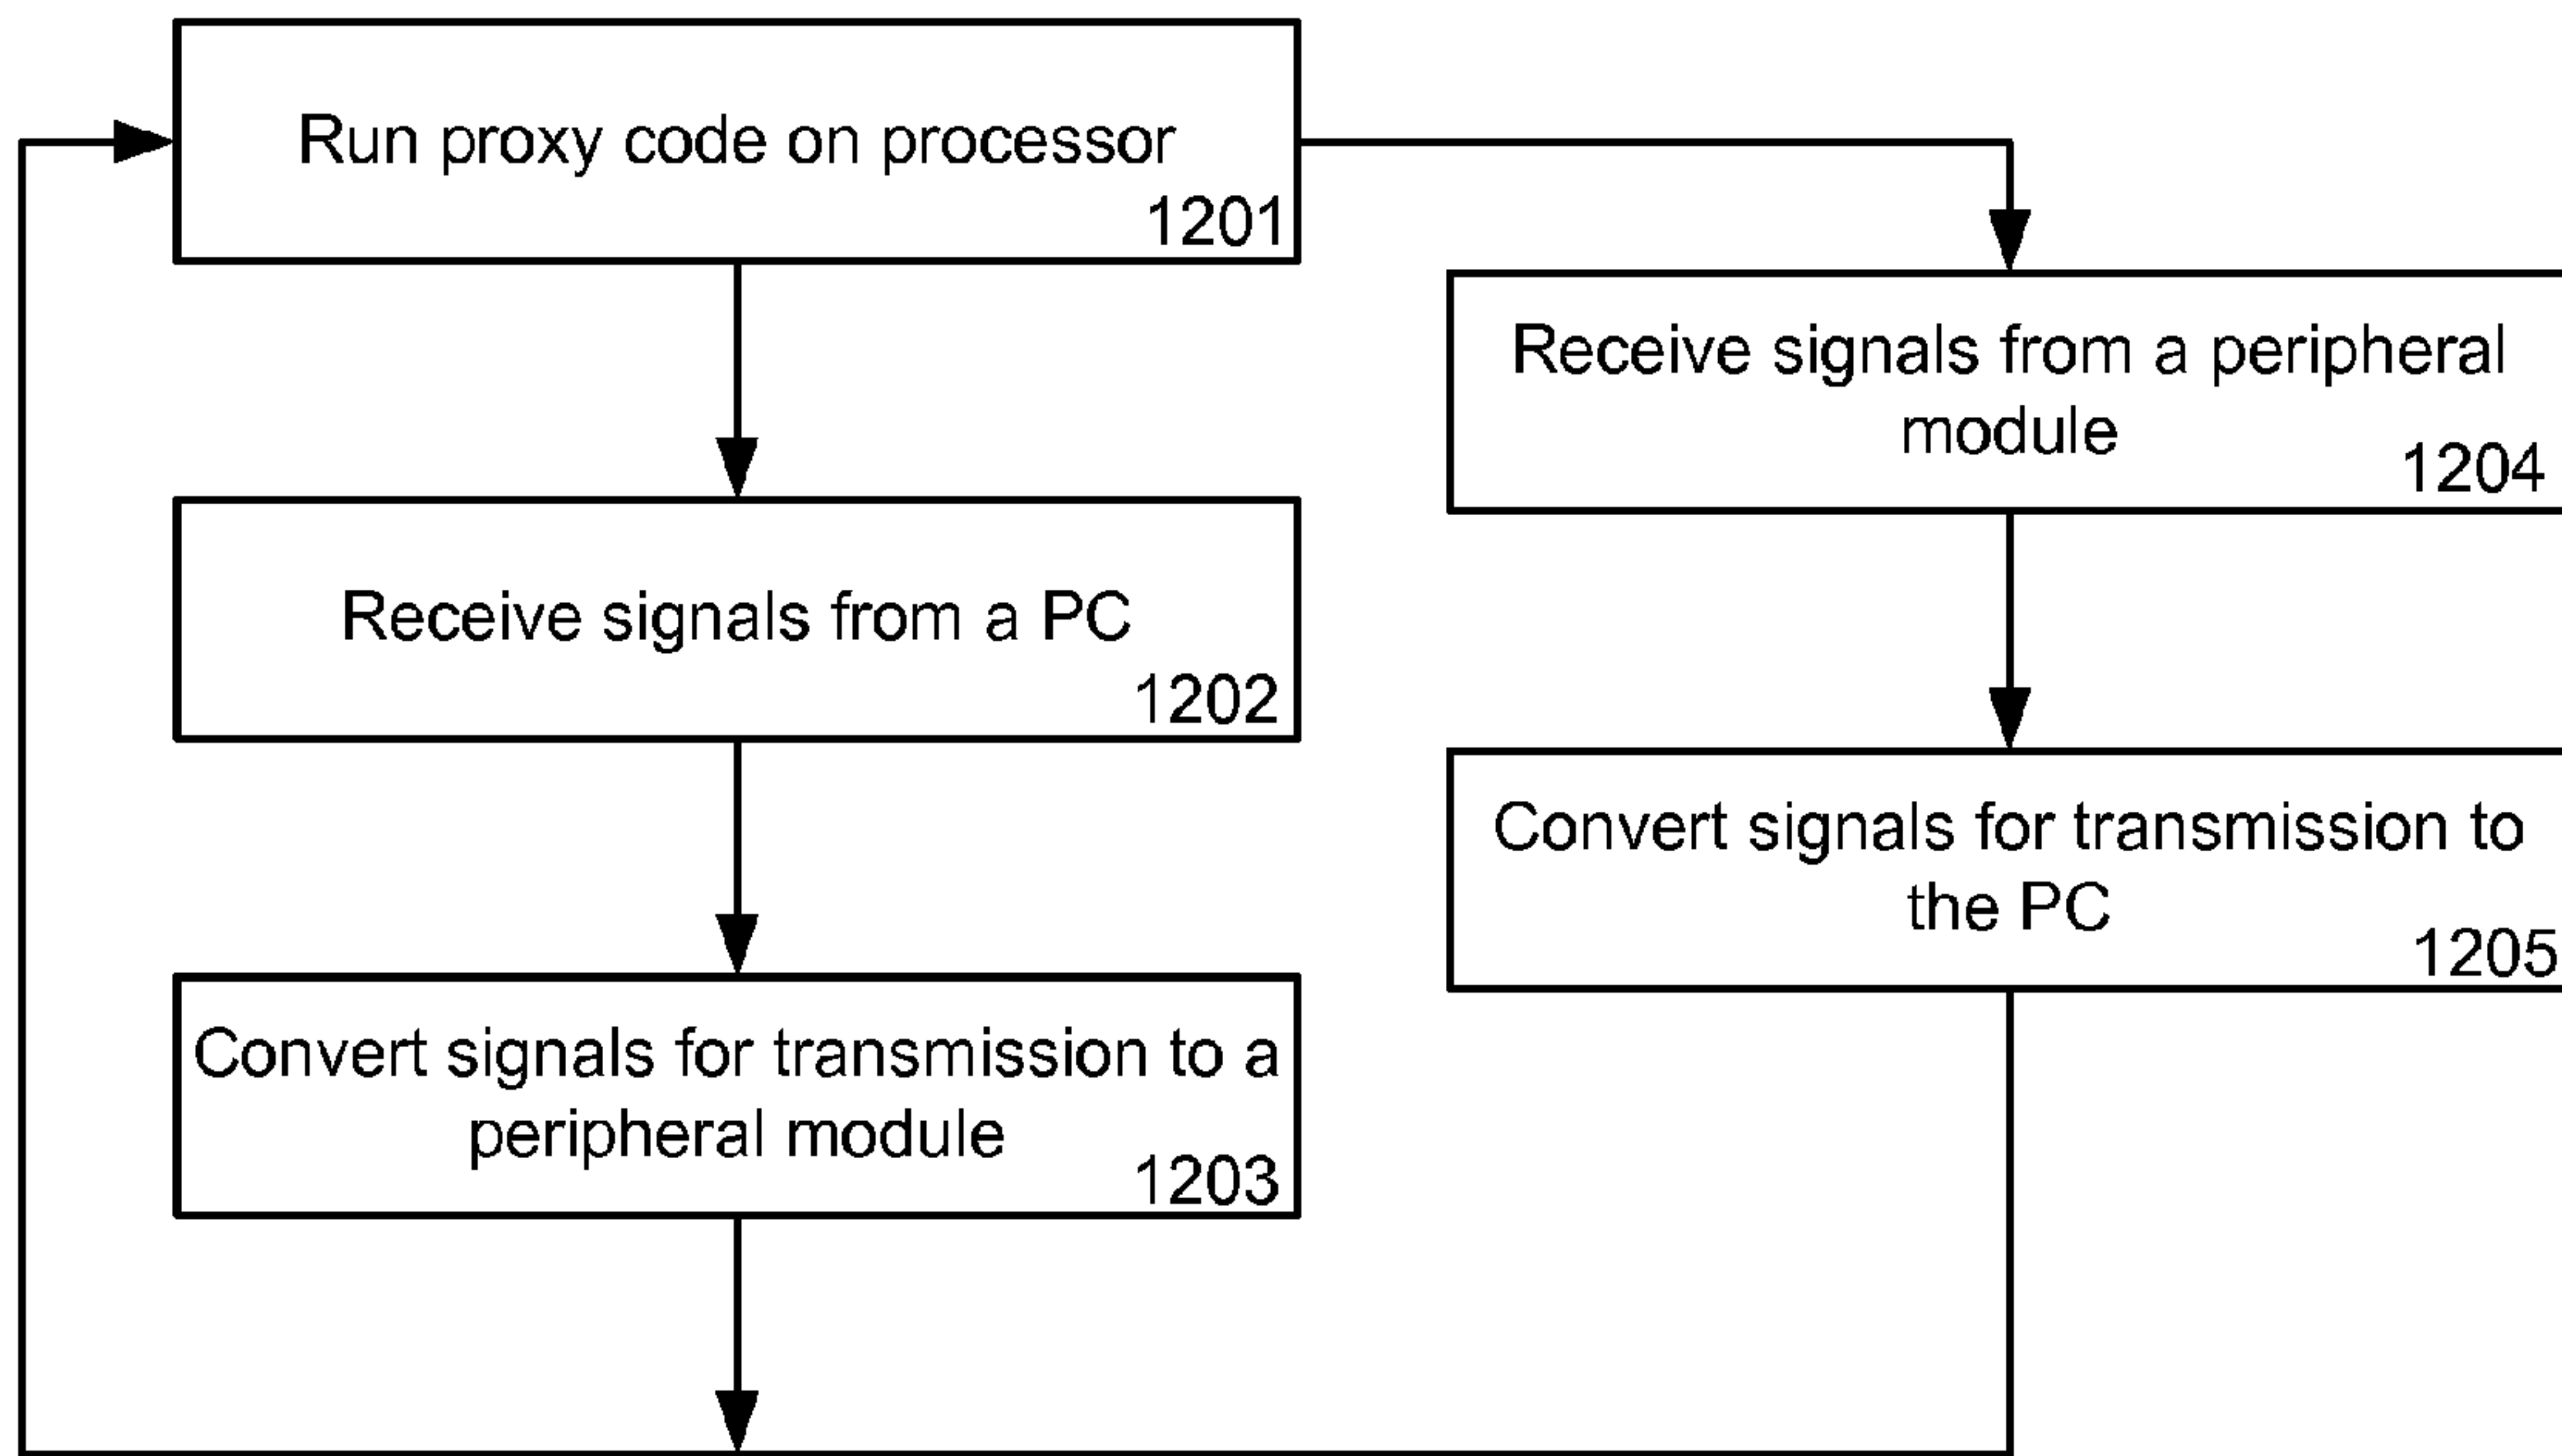 Run proxy code on processor
1201
Receive signals from a PC
1202
Convert signals for transmission to a
peripheral module
1203
Receive signals from a peripheral
module
1204
Convert signals for transmission to
the PC
1205